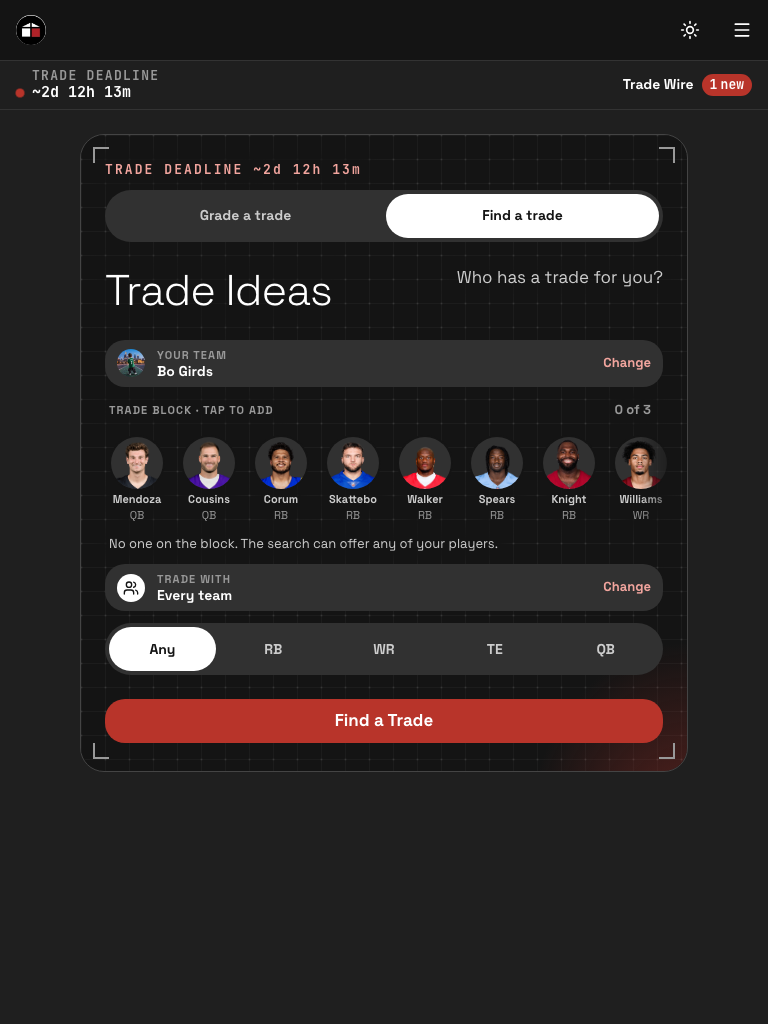 TRADE DEADLINE
~2d 12h 13m
Trade Wire
1 new
TRADE DEADLINE ~2d 12h 13m
Grade a trade
Find a trade
Trade Ideas
Who has a trade for you?
YOUR TEAM
Bo Girds
Change
TRADE BLOCK · TAP TO ADD
0 of 3
Mendoza
QB
Cousins
QB
Corum
RB
Skattebo
RB
Walker
RB
Spears
RB
Knight
RB
Williams
WR
No one on the block. The search can offer any of your players.
TRADE WITH
Every team
Change
Any
RB
WR
TE
QB
Find a Trade